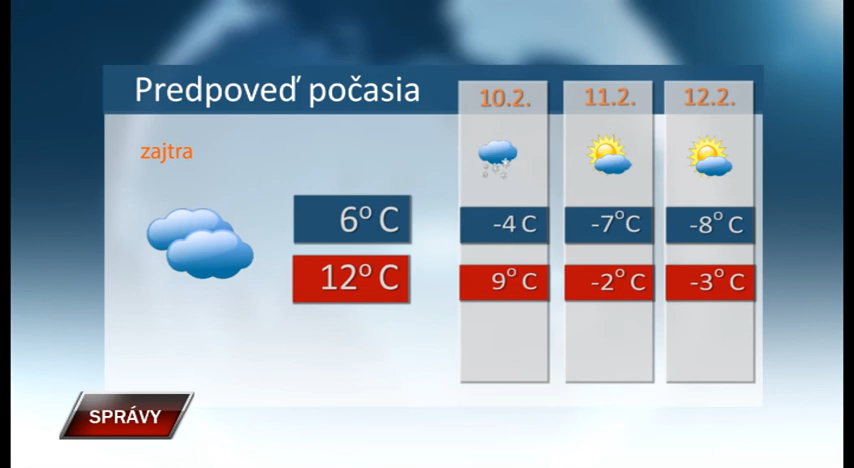 Predpoveď počasia
zajtra
6° C
12° C
10.2.
11.2.
12.2.
-4 C
-7°C
-8° C
9° C
-2° C
-3° C
SPRÁVY